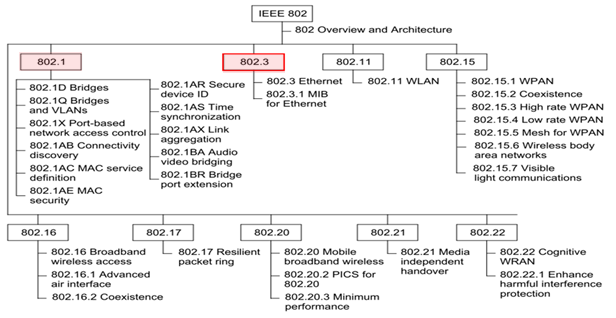 IEEE 802
802 Overview and Architecture
802.1
802.3
802.11
802.15
802.1D Bridges
802.1Q Bridges
and VLANs
802.1X Port-based
network access control
802.1AB Connectivity
discovery
802.1AC MAC service
definition
802.1AE MAC
security
802.1AR Secure
device ID
802.1AS Time
synchronization
802.1AX Link
aggregation
802.1BA Audio
video bridging
802.1BR Bridge
port extension
802.3 Ethernet
802.3.1 MIB
for Ethernet
802.11 WLAN
802.15.1 WPAN
802.15.2 Coexistence
802.15.3 High rate WPAN
802.15.4 Low rate WPAN
802.15.5 Mesh for WPAN
802.15.6 Wireless body
area networks
802.15.7 Visible
light communications
802.16
802.17
802.20
802.21
802.22
802.16 Broadband
wireless access
802.16.1 Advanced
air interface
802.16.2 Coexistence
802.17 Resilient
packet ring
802.20 Mobile
broadband wireless
802.20.2 PICS for
802.20
802.20.3 Minimum
performance
802.21 Media
independent
handover
802.22 Cognitive
WRAN
802.22.1 Enhance
harmful interference
protection